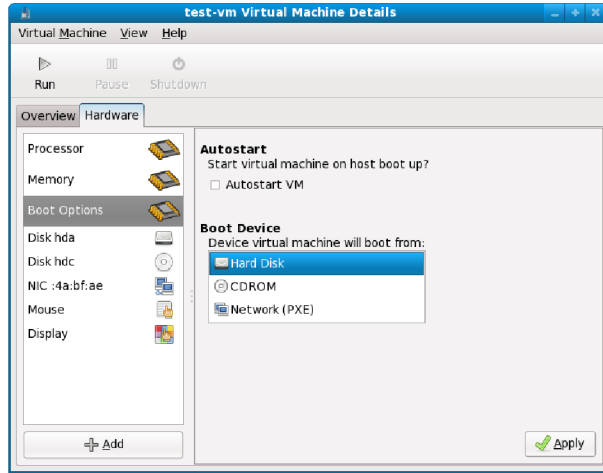 test-vm Virtual Machine Details
Virtual Machine View Help
Run Pause Shutdown
Overview Hardware
Processor
Memory
Boot Options
Disk hda
Disk hdc
NIC :4a:bf:ae
Mouse
Display
Add
Autostart
Start virtual machine on host boot up?
Autostart VM
Boot Device
Device virtual machine will boot from:
Hard Disk
CDROM
Network (PXE)
Apply